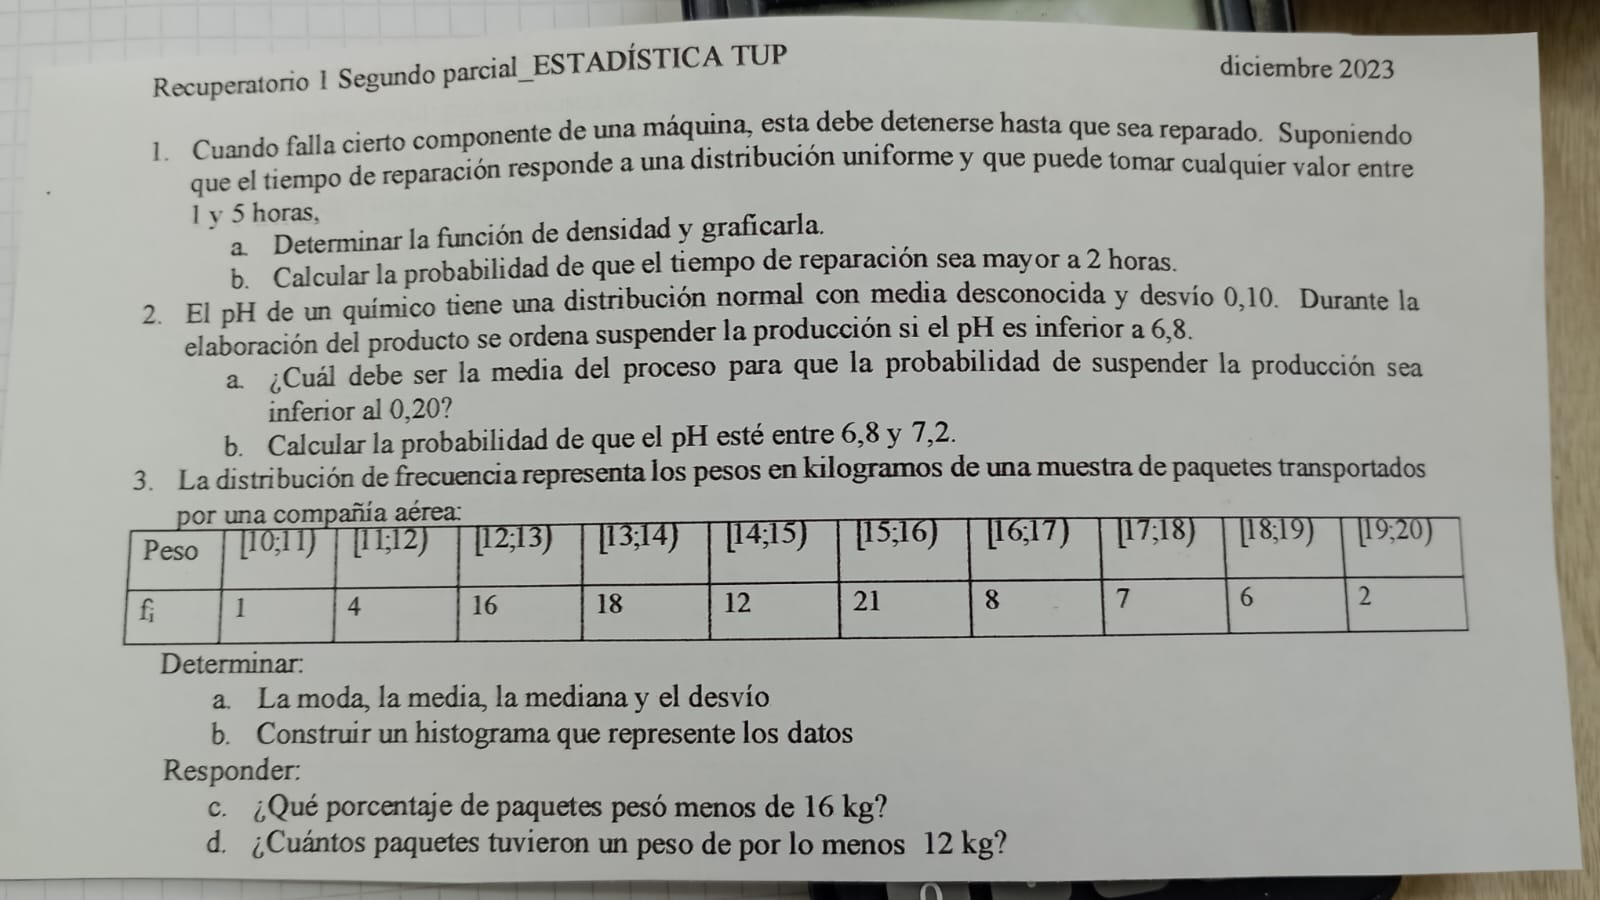 Recuperatorio 1 Segundo parcial_ESTADÍSTICA TUP
diciembre 2023
1. Cuando falla cierto componente de una máquina, esta debe detenerse hasta que sea reparado. Suponiendo
que el tiempo de reparación responde a una distribución uniforme y que puede tomar cualquier valor entre
1 y 5 horas,
a. Determinar la función de densidad y graficarla.
b. Calcular la probabilidad de que el tiempo de reparación sea mayor a 2 horas.
2. El pH de un químico tiene una distribución normal con media desconocida y desvío 0,10. Durante la
elaboración del producto se ordena suspender la producción si el pH es inferior a 6,8.
a. ¿Cuál debe ser la media del proceso para que la probabilidad de suspender la producción sea
inferior al 0,20?
b. Calcular la probabilidad de que el pH esté entre 6,8 y 7,2.
3. La distribución de frecuencia representa los pesos en kilogramos de una muestra de paquetes transportados
por una compañía aérea:
Peso [10;11) [11;12) [12;13) [13;14) [14;15) [15;16) [16;17) [17;18) [18;19) [19;20)
fi 1 4 16 18 12 21 8 7 6 2
Determinar:
a. La moda, la media, la mediana y el desvío
b. Construir un histograma que represente los datos
Responder:
c. ¿Qué porcentaje de paquetes pesó menos de 16 kg?
d. ¿Cuántos paquetes tuvieron un peso de por lo menos 12 kg?